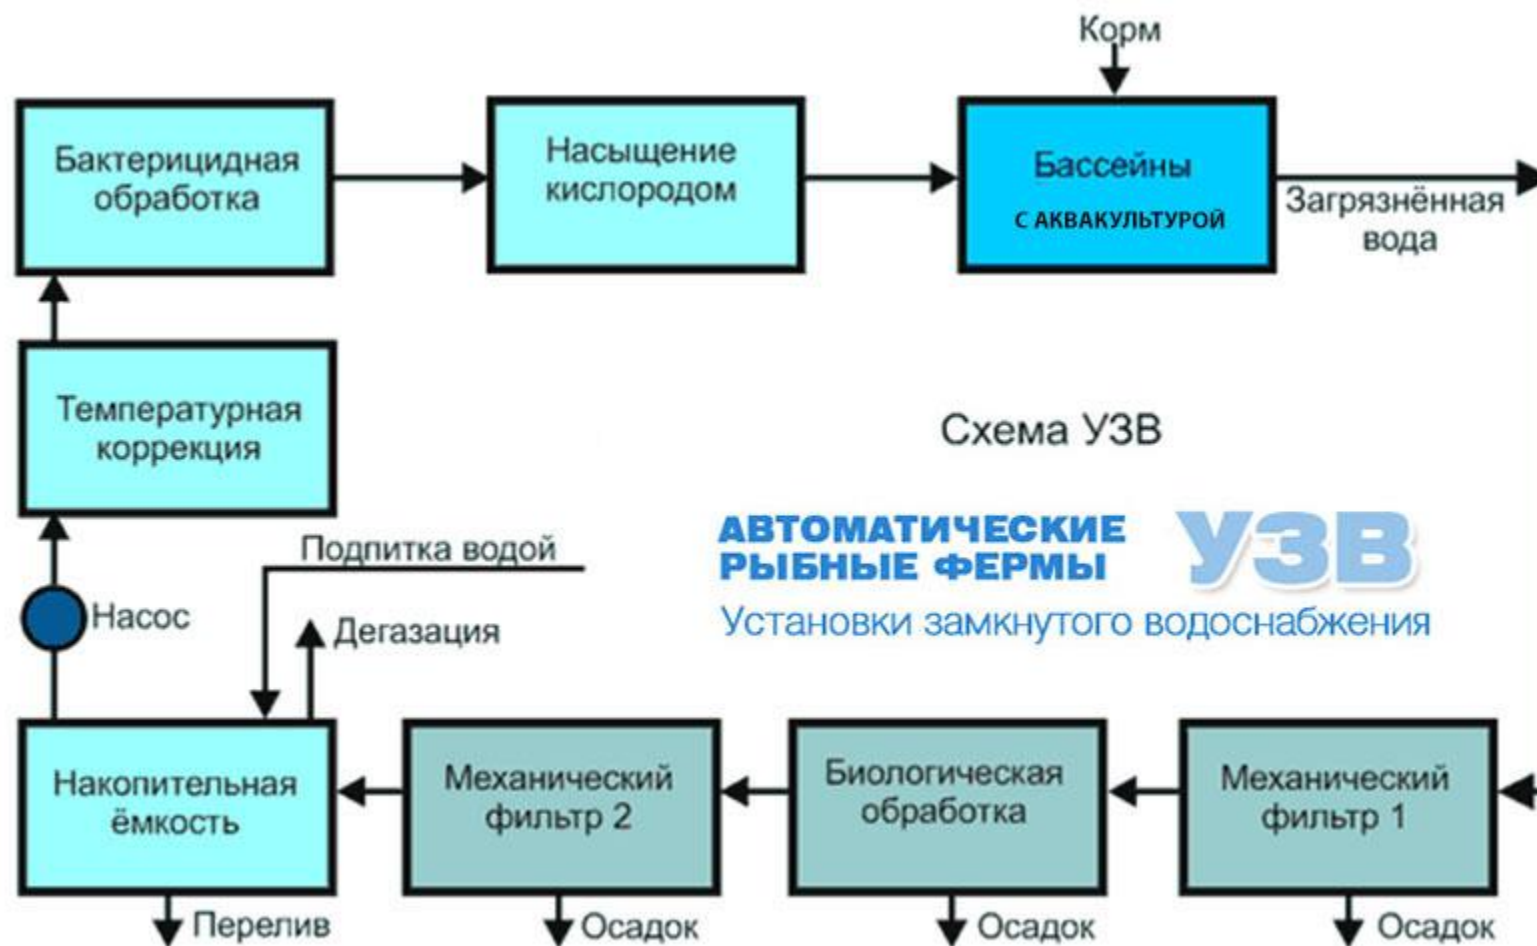 Корм
Бактерицидная
обработка
Насыщение
кислородом
Бассейны
С АКВАКУЛЬТУРОЙ
Загрязнённая
вода
Температурная
коррекция
Схема УЗВ
АВТОМАТИЧЕСКИЕ
РЫБНЫЕ ФЕРМЫ
УЗВ
Установки замкнутого водоснабжения
Подпитка водой
Насос
Дегазация
Накопительная
ёмкость
Механический
фильтр 2
Биологическая
обработка
Механический
фильтр 1
Перелив
Осадок
Осадок
Осадок